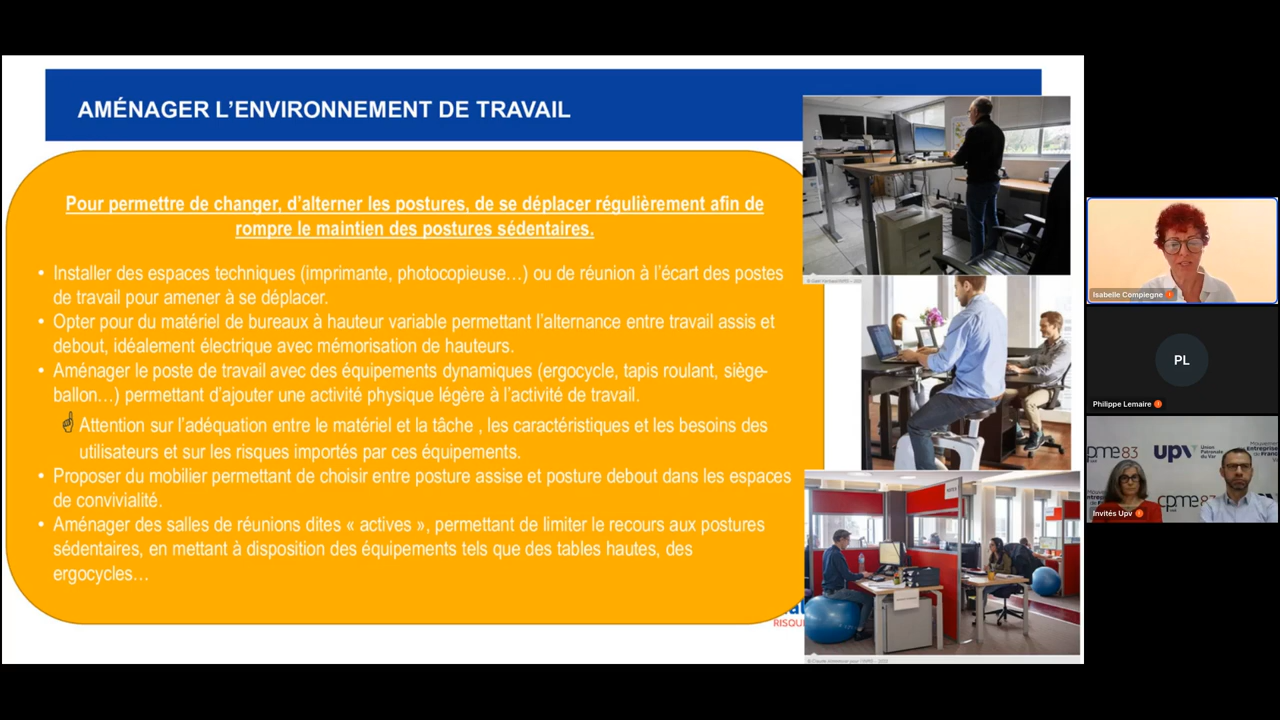 AMÉNAGER L'ENVIRONNEMENT DE TRAVAIL
Pour permettre de changer, d'alterner les postures, de se déplacer régulièrement afin de
rompre le maintien des postures sédentaires.
• Installer des espaces techniques (imprimante, photocopieuse…) ou de réunion à l'écart des postes
de travail pour amener à se déplacer.
• Opter pour du matériel de bureaux à hauteur variable permettant l'alternance entre travail assis et
debout, idéalement électrique avec mémorisation de hauteurs.
• Aménager le poste de travail avec des équipements dynamiques (ergocycle, tapis roulant, siège-
ballon…) permettant d'ajouter une activité physique légère à l'activité de travail.
☝ Attention sur l'adéquation entre le matériel et la tâche , les caractéristiques et les besoins des
utilisateurs et sur les risques importés par ces équipements.
• Proposer du mobilier permettant de choisir entre posture assise et posture debout dans les espaces
de convivialité.
• Aménager des salles de réunions dites « actives », permettant de limiter le recours aux postures
sédentaires, en mettant à disposition des équipements tels que des tables hautes, des
ergocycles…
RISQU
Isabelle Compiegne
PL
Philippe Lemaire
cpme83
upv
Union
Patronale
du Var
cpme83
Invités Upv